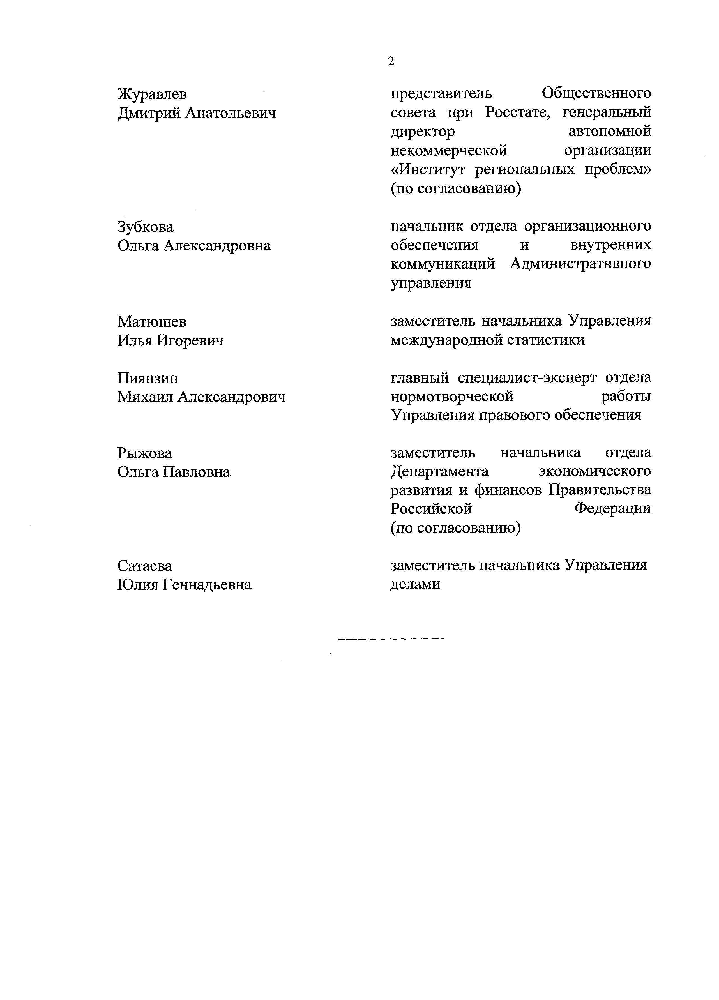 2
Журавлев
Дмитрий Анатольевич
представитель Общественного
совета при Росстате, генеральный
директор автономной
некоммерческой организации
«Институт региональных проблем»
(по согласованию)
Зубкова
Ольга Александровна
начальник отдела организационного
обеспечения и внутренних
коммуникаций Административного
управления
Матюшев
Илья Игоревич
заместитель начальника Управления
международной статистики
Пиянзин
Михаил Александрович
главный специалист-эксперт отдела
нормотворческой работы
Управления правового обеспечения
Рыжова
Ольга Павловна
заместитель начальника отдела
Департамента экономического
развития и финансов Правительства
Российской Федерации
(по согласованию)
Сатаева
Юлия Геннадьевна
заместитель начальника Управления
делами